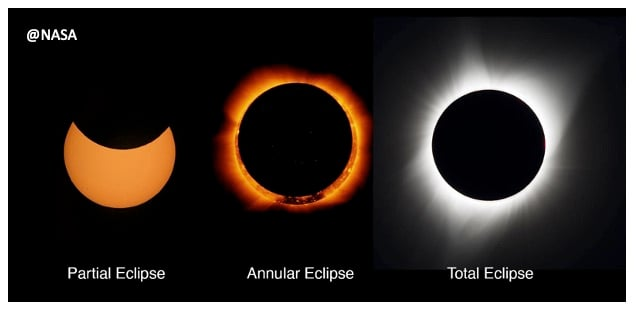 @NASA
Partial Eclipse
Annular Eclipse
Total Eclipse